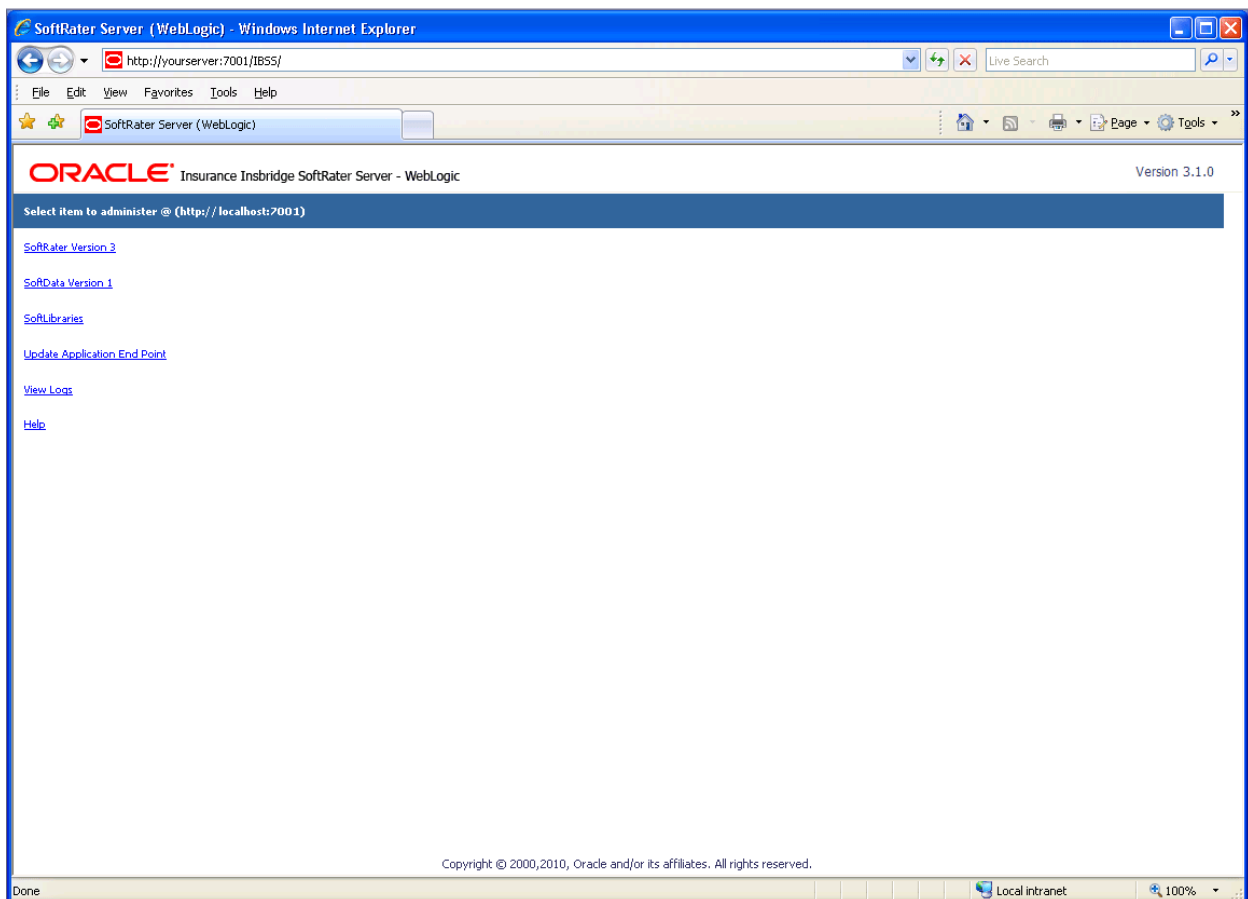 SoftRater Server (WebLogic) - Windows Internet Explorer
http://yourserver:7001/IBSS/
Live Search
File Edit View Favorites Tools Help
SoftRater Server (WebLogic)
Page Tools »
ORACLE Insurance Insbridge SoftRater Server - WebLogic
Version 3.1.0
Select item to administer @ (http://localhost:7001)
SoftRater Version 3
SoftData Version 1
SoftLibraries
Update Application End Point
View Logs
Help
Copyright © 2000,2010, Oracle and/or its affiliates. All rights reserved.
Done Local intranet 100%